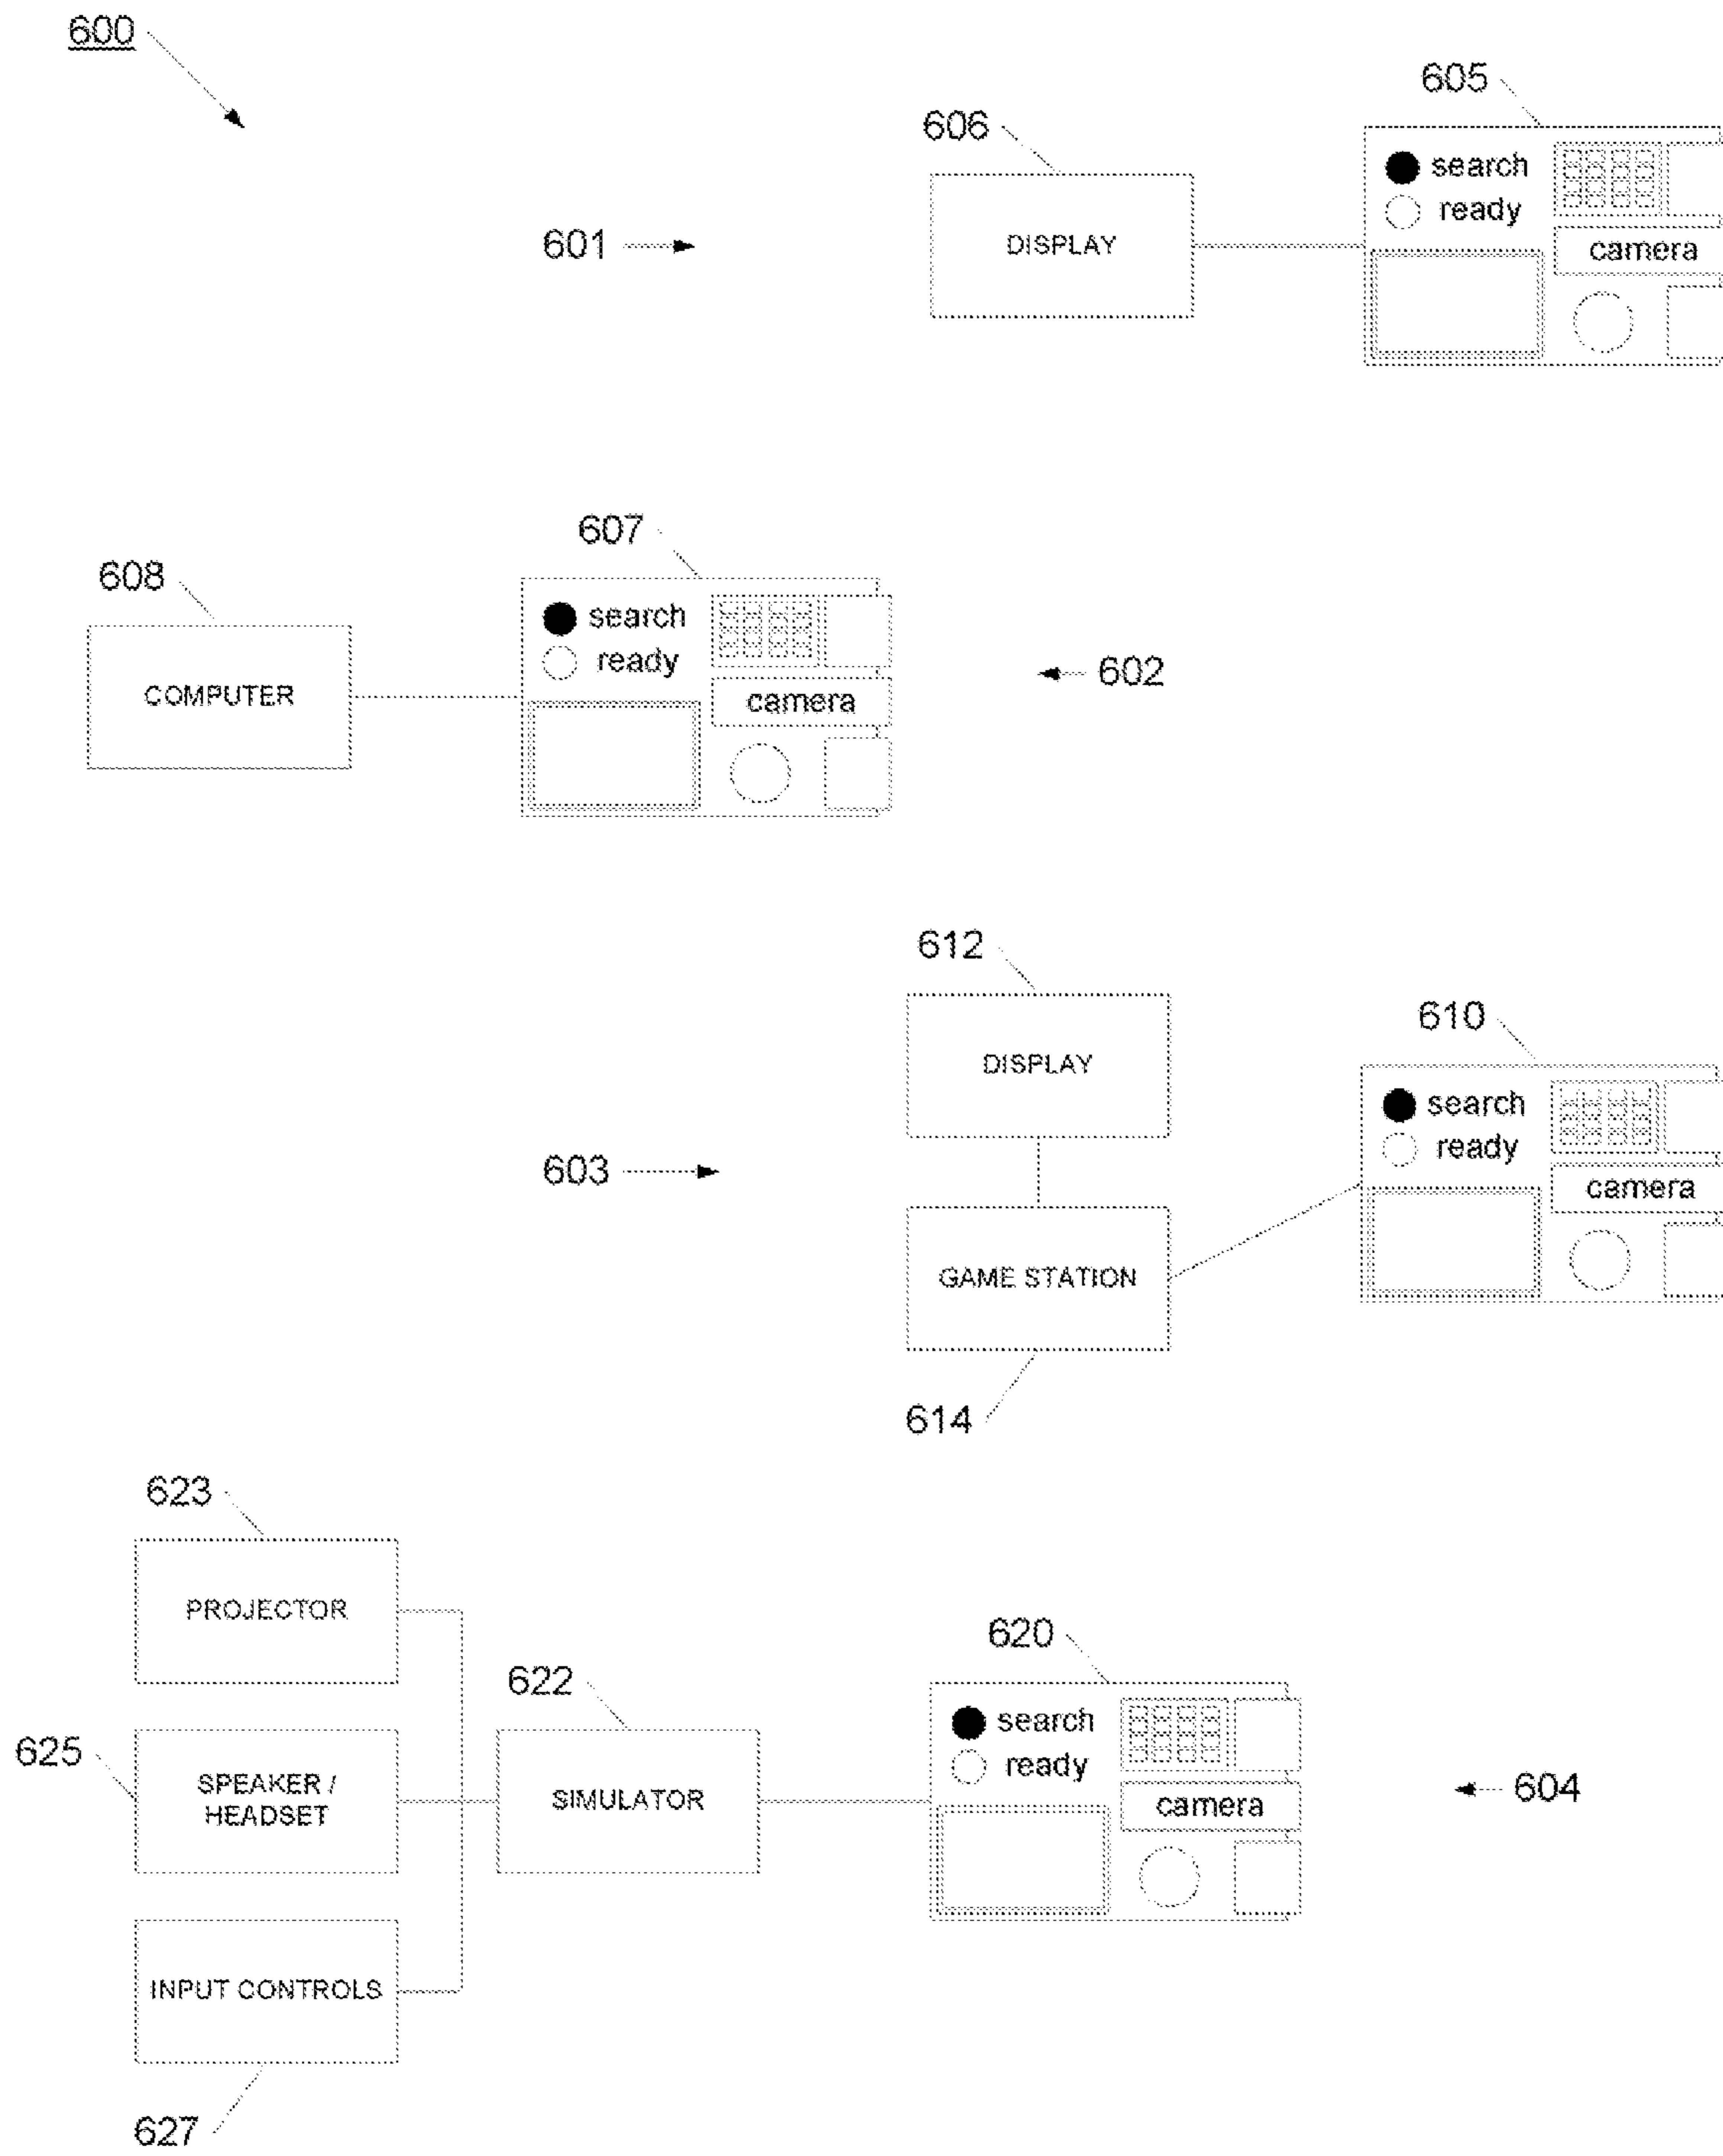 600
605
606
search
ready
camera
601
DISPLAY
607
608
search
ready
camera
COMPUTER
602
612
610
DISPLAY
search
ready
camera
603
GAME STATION
614
623
PROJECTOR
620
622
search
ready
camera
625
SPEAKER /
HEADSET
SIMULATOR
604
INPUT CONTROLS
627